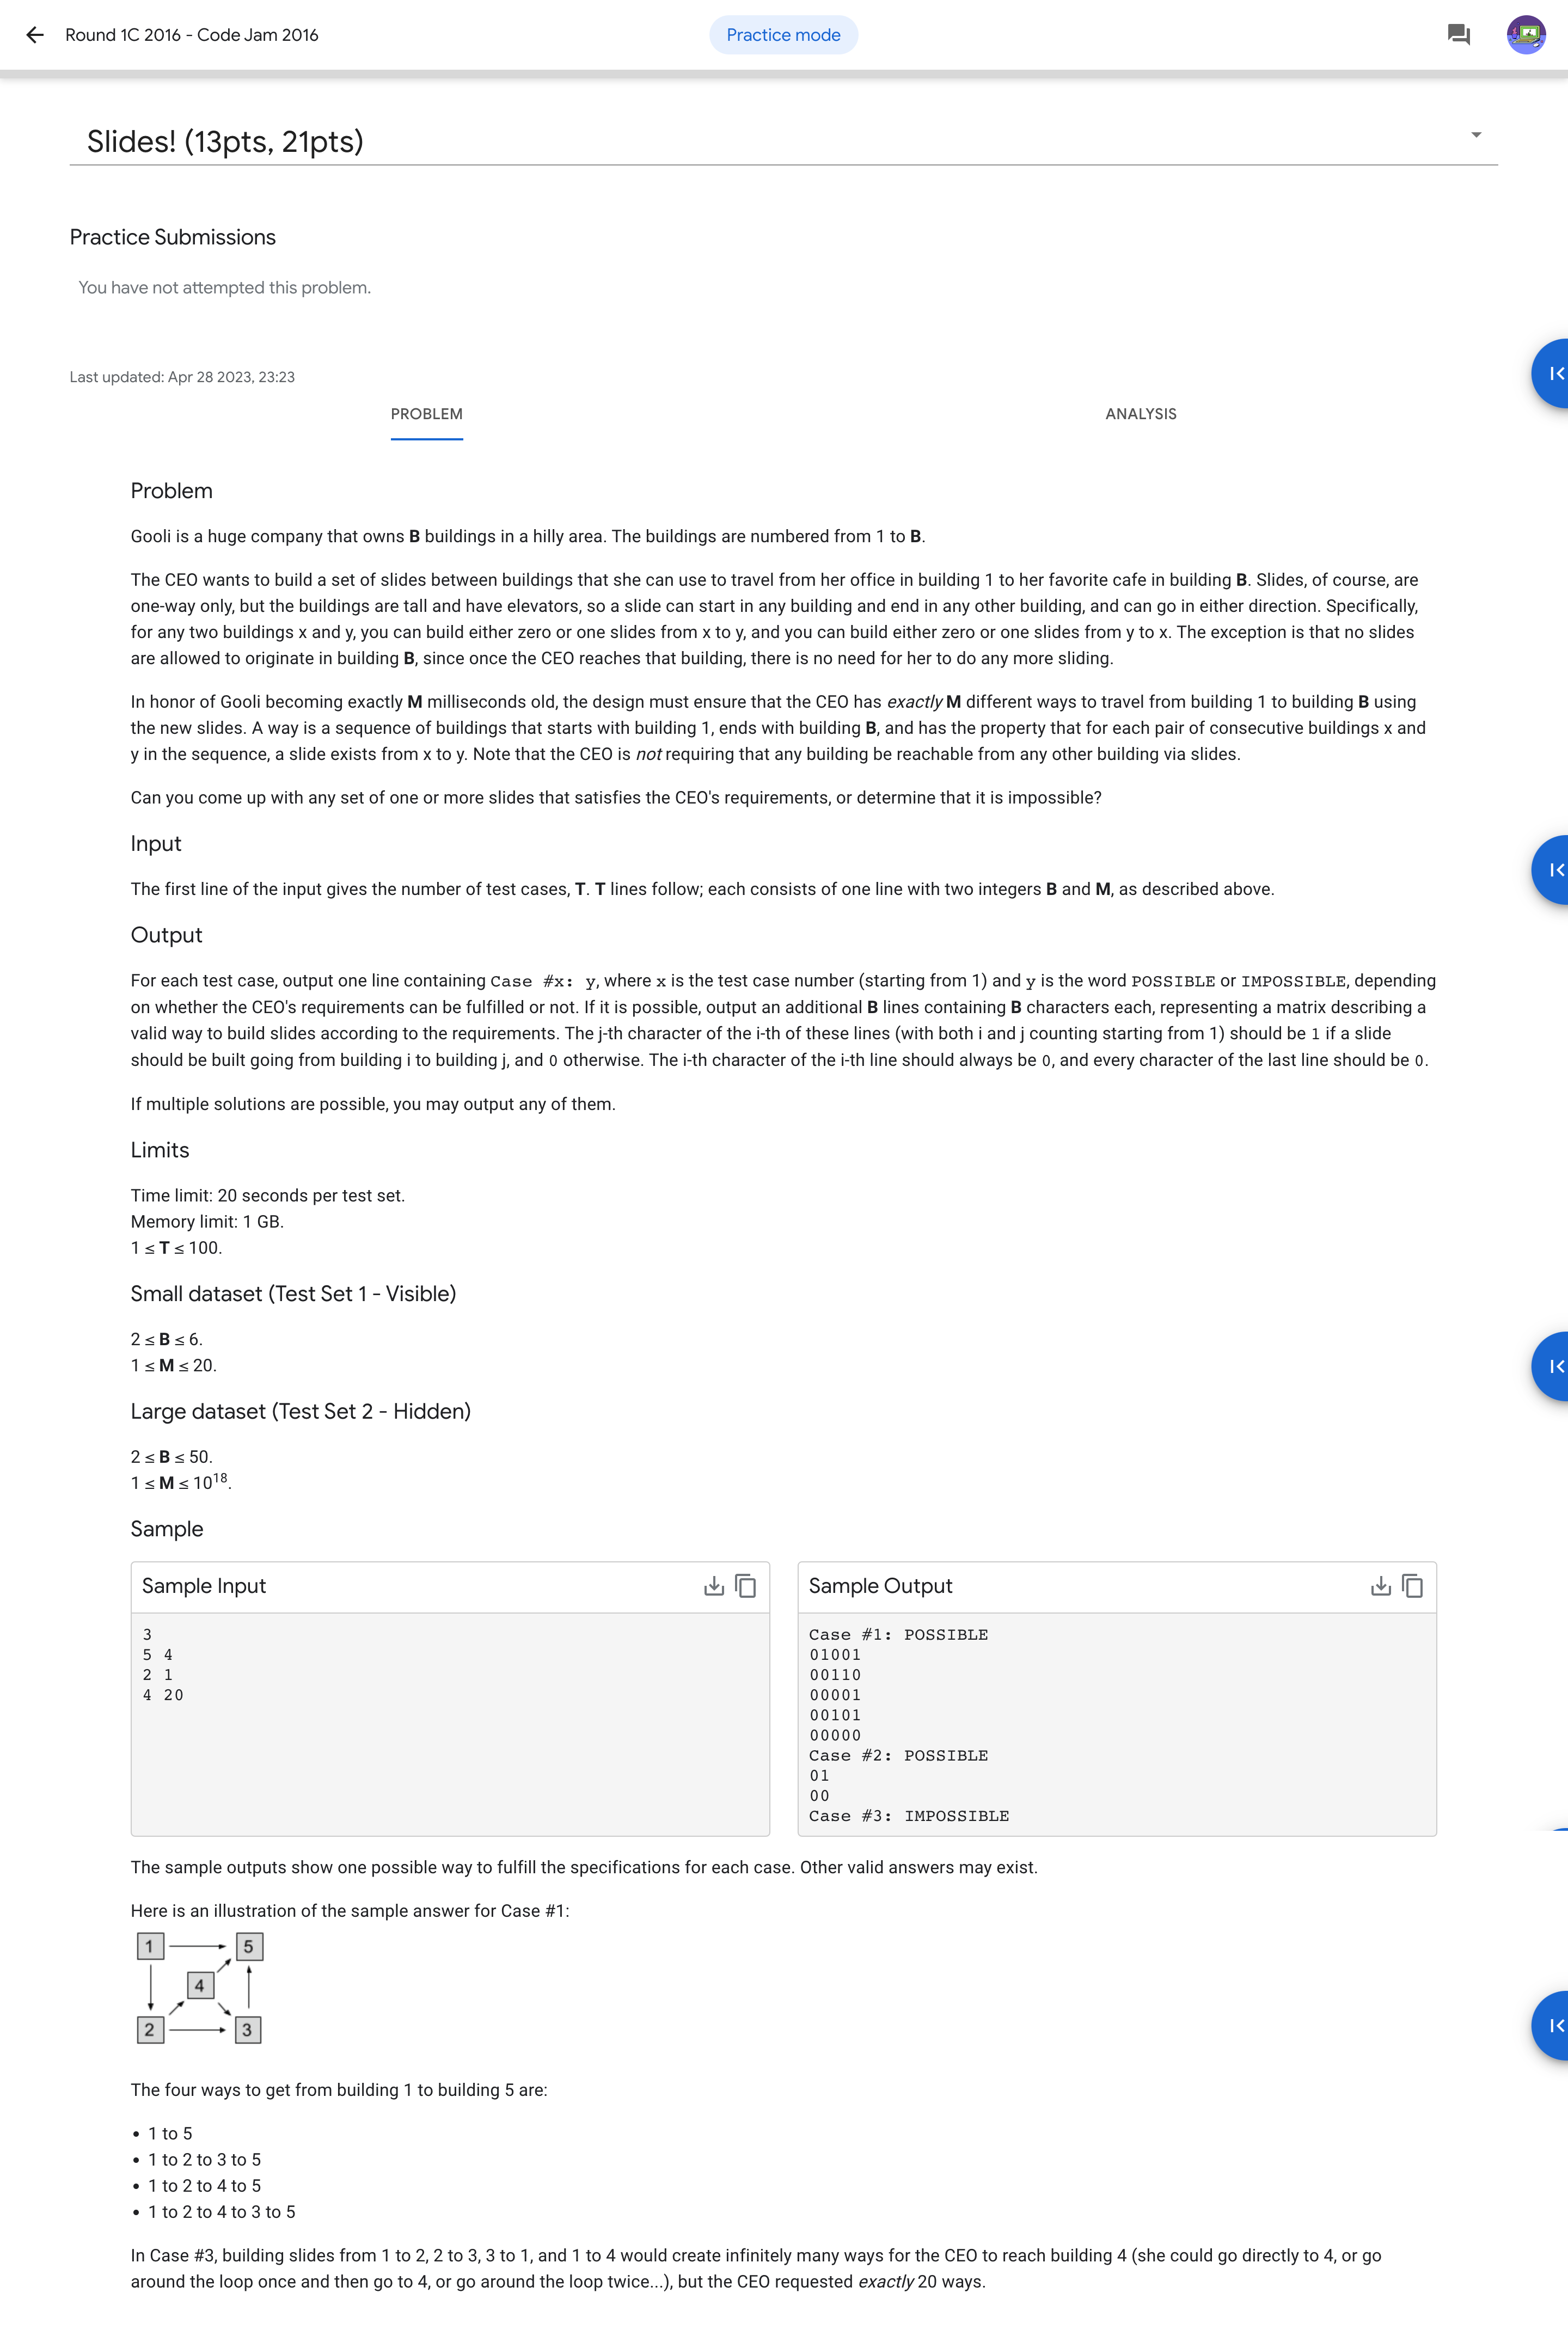 Round 1C 2016 - Code Jam 2016
Practice mode
Slides! (13pts, 21pts)
Practice Submissions
You have not attempted this problem.
Last updated: Apr 28 2023, 23:23
PROBLEM
ANALYSIS
Problem
Gooli is a huge company that owns B buildings in a hilly area. The buildings are numbered from 1 to B.
The CEO wants to build a set of slides between buildings that she can use to travel from her office in building 1 to her favorite cafe in building B. Slides, of course, are
one-way only, but the buildings are tall and have elevators, so a slide can start in any building and end in any other building, and can go in either direction. Specifically,
for any two buildings x and y, you can build either zero or one slides from x to y, and you can build either zero or one slides from y to x. The exception is that no slides
are allowed to originate in building B, since once the CEO reaches that building, there is no need for her to do any more sliding.
In honor of Gooli becoming exactly M milliseconds old, the design must ensure that the CEO has exactly M different ways to travel from building 1 to building B using
the new slides. A way is a sequence of buildings that starts with building 1, ends with building B, and has the property that for each pair of consecutive buildings x and
y in the sequence, a slide exists from x to y. Note that the CEO is not requiring that any building be reachable from any other building via slides.
Can you come up with any set of one or more slides that satisfies the CEO's requirements, or determine that it is impossible?
Input
The first line of the input gives the number of test cases, T. T lines follow; each consists of one line with two integers B and M, as described above.
Output
For each test case, output one line containing Case #x: y, where x is the test case number (starting from 1) and y is the word POSSIBLE or IMPOSSIBLE, depending
on whether the CEO's requirements can be fulfilled or not. If it is possible, output an additional B lines containing B characters each, representing a matrix describing a
valid way to build slides according to the requirements. The j-th character of the i-th of these lines (with both i and j counting starting from 1) should be 1 if a slide
should be built going from building i to building j, and 0 otherwise. The i-th character of the i-th line should always be 0, and every character of the last line should be 0.
If multiple solutions are possible, you may output any of them.
Limits
Time limit: 20 seconds per test set.
Memory limit: 1 GB.
1 ≤ T ≤ 100.
Small dataset (Test Set 1 - Visible)
2 ≤ B ≤ 6.
1 ≤ M ≤ 20.
Large dataset (Test Set 2 - Hidden)
2 ≤ B ≤ 50.
1 ≤ M ≤ 10^18.
Sample
Sample Input
3
5 4
2 1
4 20
Sample Output
Case #1: POSSIBLE
01001
00110
00001
00101
00000
Case #2: POSSIBLE
01
00
Case #3: IMPOSSIBLE
The sample outputs show one possible way to fulfill the specifications for each case. Other valid answers may exist.
Here is an illustration of the sample answer for Case #1:
1 5
4
2 3
The four ways to get from building 1 to building 5 are:
• 1 to 5
• 1 to 2 to 3 to 5
• 1 to 2 to 4 to 5
• 1 to 2 to 4 to 3 to 5
In Case #3, building slides from 1 to 2, 2 to 3, 3 to 1, and 1 to 4 would create infinitely many ways for the CEO to reach building 4 (she could go directly to 4, or go
around the loop once and then go to 4, or go around the loop twice...), but the CEO requested exactly 20 ways.